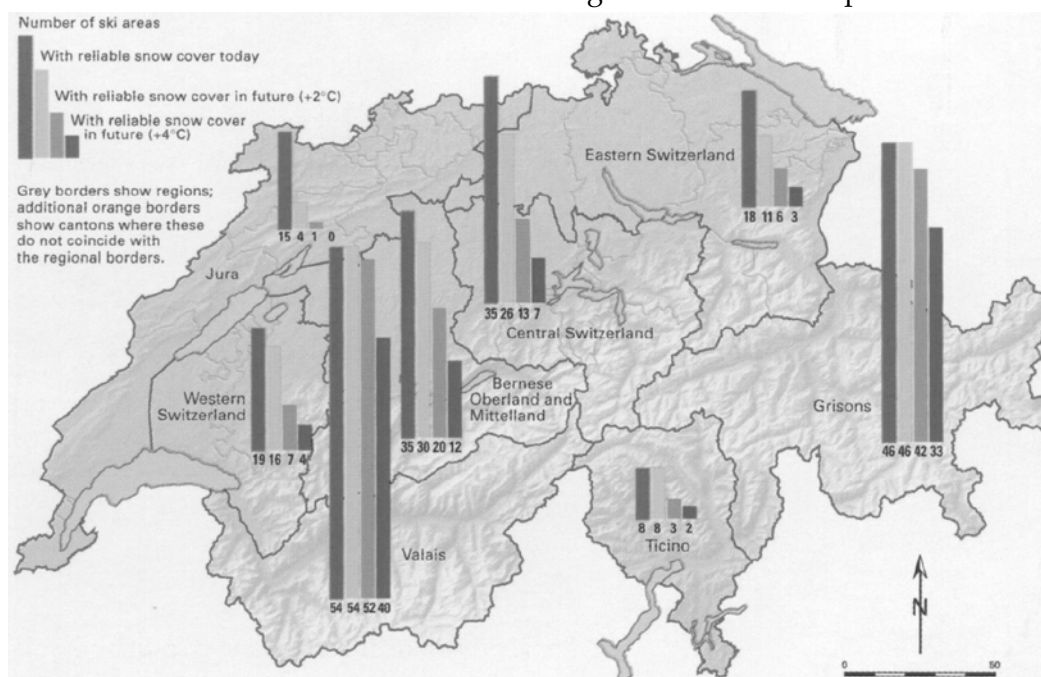 Number of ski areas
With reliable snow cover today
With reliable snow cover in future (+2°C)
With reliable snow cover
in future (+4°C)
Grey borders show regions;
additional orange borders
show cantons where these
do not coincide with
the regional borders.
Eastern Switzerland
18 11 6 3
15 4 1 0
Jura
35 26 13 7
Central Switzerland
Western
Switzerland
19 16 7 4
Bernese
Oberland and
Mittelland
35 30 20 12
Grisons
46 46 42 33
8 8 3 2
Ticino
Valais
54 54 52 40
N
0 50